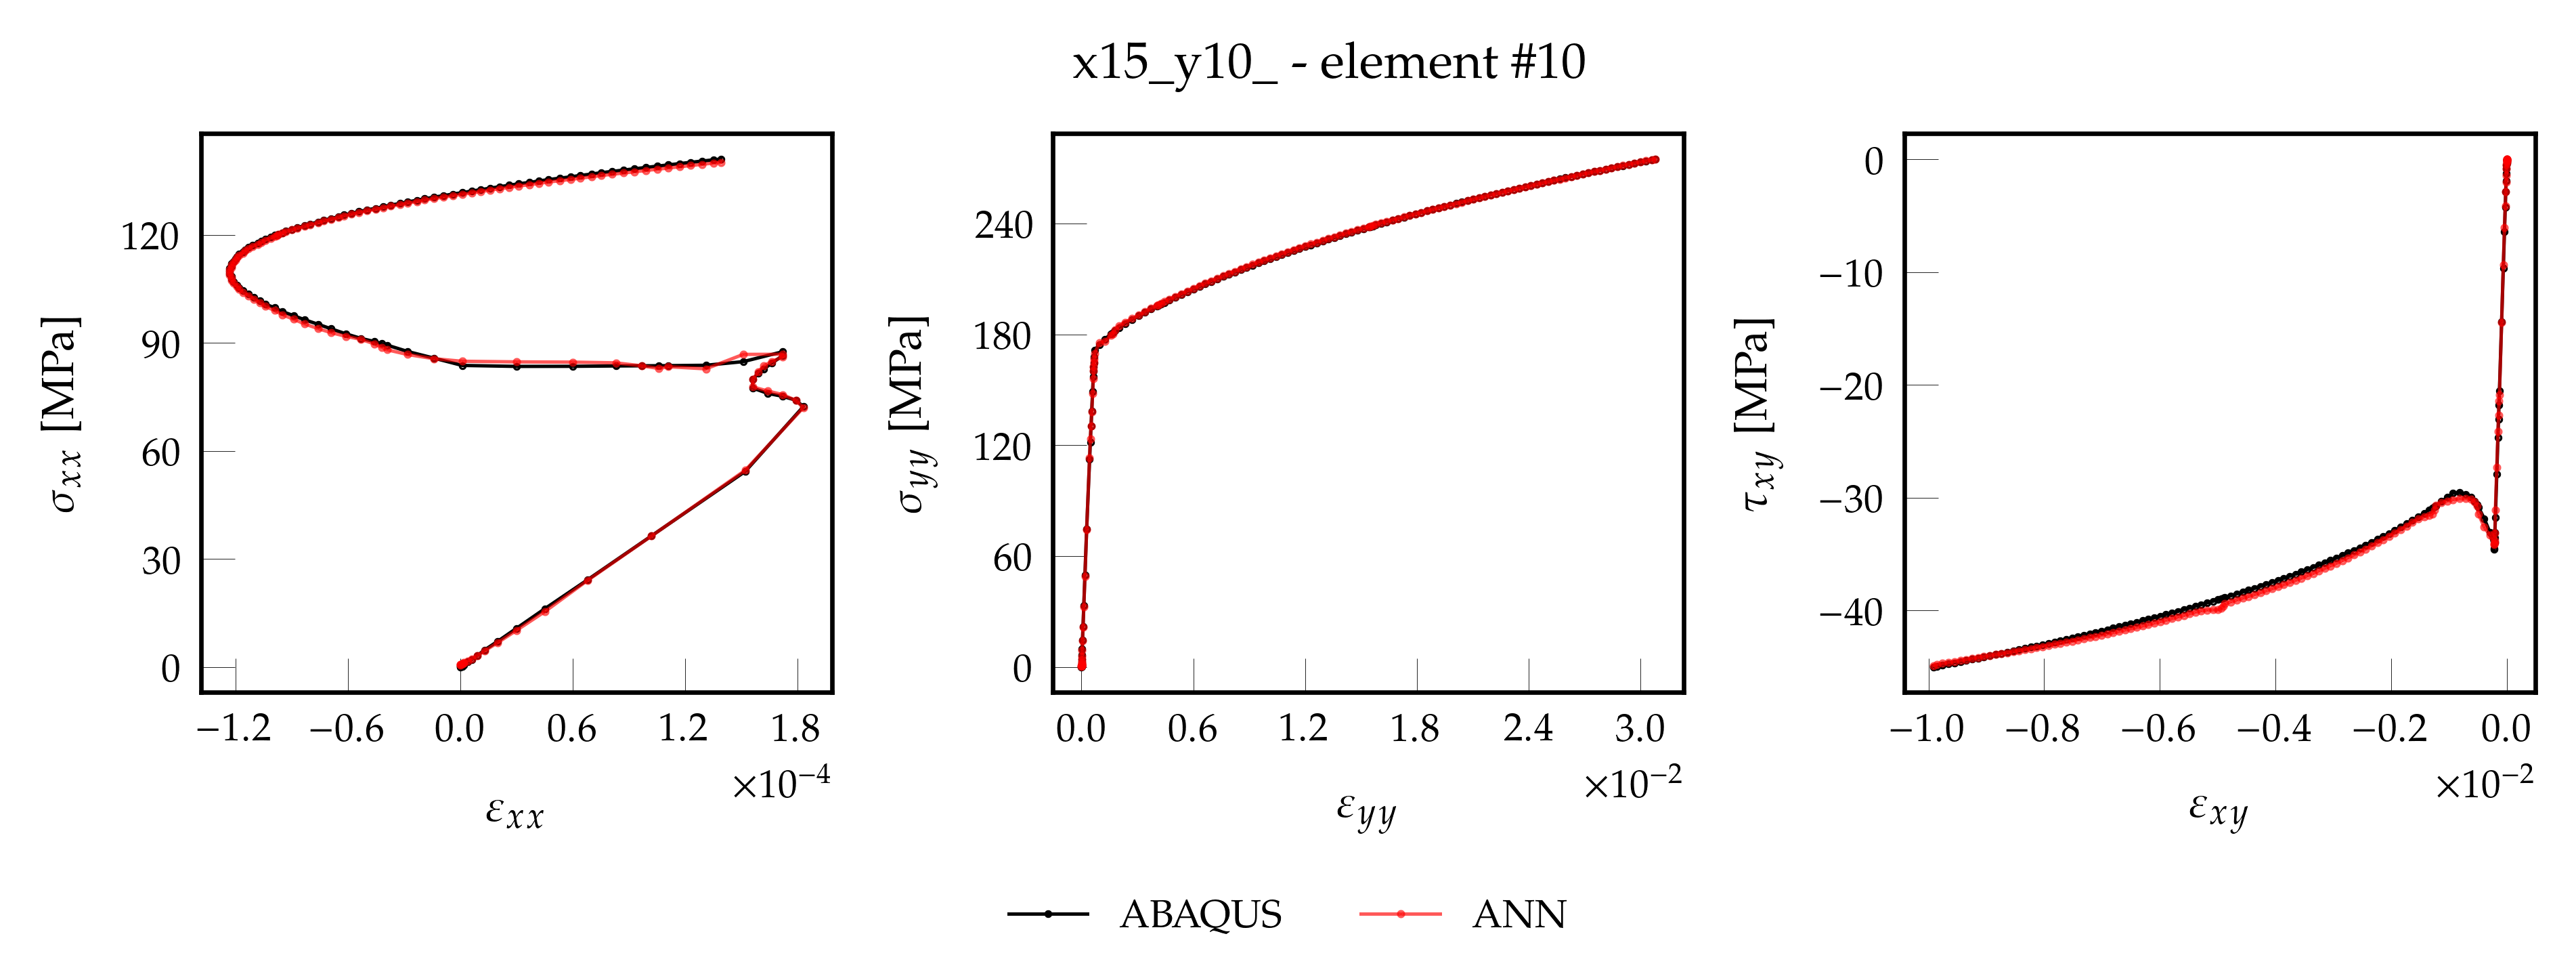 x15_y10_ - element #10
σxx [MPa]
120
90
60
30
0
−1.2 −0.6 0.0 0.6 1.2 1.8
×10−4
εxx
σyy [MPa]
240
180
120
60
0
0.0 0.6 1.2 1.8 2.4 3.0
×10−2
εyy
τxy [MPa]
0
−10
−20
−30
−40
−1.0 −0.8 −0.6 −0.4 −0.2 0.0
×10−2
εxy
ABAQUS ANN